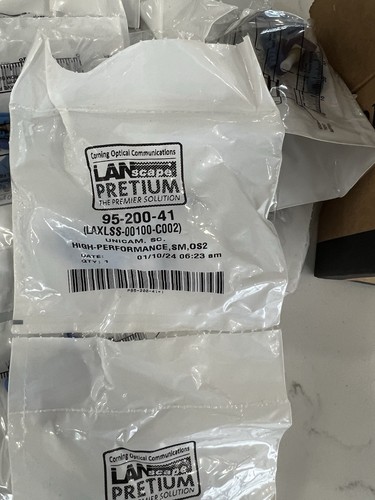 Corning Optical Communications
LANscape
PRETIUM
THE PREMIER SOLUTION
95-200-41
(LAXLSS-00100-C002)
UNICAM, SC,
HIGH-PERFORMANCE,SM,OS2
DATE: 01/10/24 06:23 am
QTY: 1
Corning Optical Communications
LANscape
PRETIUM
THE PREMIER SOLUTION